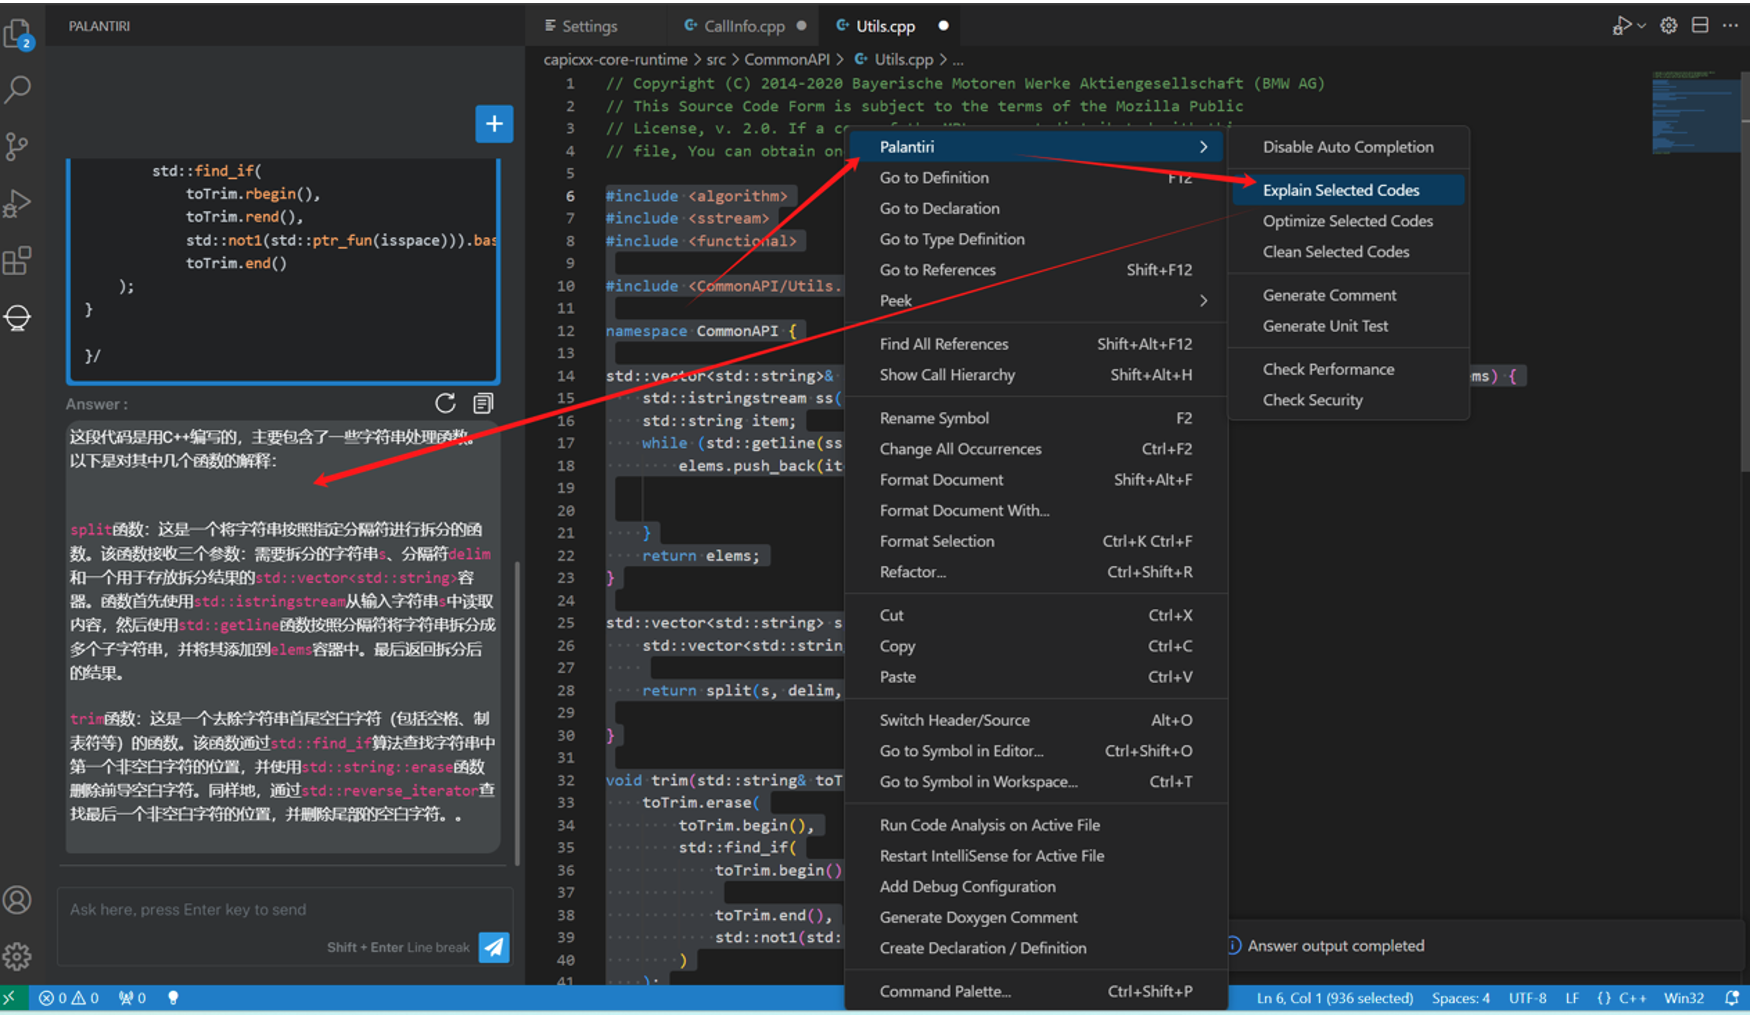 PALANTIRI
Settings
CallInfo.cpp
Utils.cpp
2
capicxx-core-runtime > src > CommonAPI > Utils.cpp > ...
+
std::find_if(
toTrim.rbegin(),
toTrim.rend(),
std::not1(std::ptr_fun(isspace))).bas
toTrim.end()
);
}
}/
Answer :
这段代码是用C++编写的，主要包含了一些字符串处理函数。
以下是对其中几个函数的解释：
split函数：这是一个将字符串按照指定分隔符进行拆分的函
数。该函数接收三个参数：需要拆分的字符串s、分隔符delim
和一个用于存放拆分结果的std::vector<std::string>容
器。函数首先使用std::istringstream从输入字符串s中读取
内容，然后使用std::getline函数按照分隔符将字符串拆分成
多个子字符串，并将其添加到elems容器中。最后返回拆分后
的结果。
trim函数：这是一个去除字符串首尾空白字符（包括空格、制
表符等）的函数。该函数通过std::find_if算法查找字符串中
第一个非空白字符的位置，并使用std::string::erase函数
删除前导空白字符。同样地，通过std::reverse_iterator查
找最后一个非空白字符的位置，并删除尾部的空白字符。。
Ask here, press Enter key to send
Shift + Enter Line break
1 // Copyright (C) 2014-2020 Bayerische Motoren Werke Aktiengesellschaft (BMW AG)
2 // This Source Code Form is subject to the terms of the Mozilla Public
3 // License, v. 2.0. If a
4 // file, You can obtain on
5
6 #include <algorithm>
7 #include <sstream>
8 #include <functional>
9
10 #include <CommonAPI/Utils.
11
12 namespace CommonAPI {
13
14 std::vector<std::string>& ms) {
15 std::istringstream ss(
16 std::string item;
17 while (std::getline(ss
18 elems.push_back(it
19
20
21 }
22 return elems;
23 }
24
25 std::vector<std::string> s
26 std::vector<std::strin
27
28 return split(s, delim,
29
30 }
31
32 void trim(std::string& toT
33 toTrim.erase(
34 toTrim.begin(),
35 std::find_if(
36 toTrim.begin()
37
38 toTrim.end(),
39 std::not1(std:
40 )
41 );
Palantiri
Go to Definition F12
Go to Declaration
Go to Type Definition
Go to References Shift+F12
Peek
Find All References Shift+Alt+F12
Show Call Hierarchy Shift+Alt+H
Rename Symbol F2
Change All Occurrences Ctrl+F2
Format Document Shift+Alt+F
Format Document With...
Format Selection Ctrl+K Ctrl+F
Refactor... Ctrl+Shift+R
Cut Ctrl+X
Copy Ctrl+C
Paste Ctrl+V
Switch Header/Source Alt+O
Go to Symbol in Editor... Ctrl+Shift+O
Go to Symbol in Workspace... Ctrl+T
Run Code Analysis on Active File
Restart IntelliSense for Active File
Add Debug Configuration
Generate Doxygen Comment
Create Declaration / Definition
Command Palette... Ctrl+Shift+P
Disable Auto Completion
Explain Selected Codes
Optimize Selected Codes
Clean Selected Codes
Generate Comment
Generate Unit Test
Check Performance
Check Security
Answer output completed
0 0 0
Ln 6, Col 1 (936 selected) Spaces: 4 UTF-8 LF {} C++ Win32